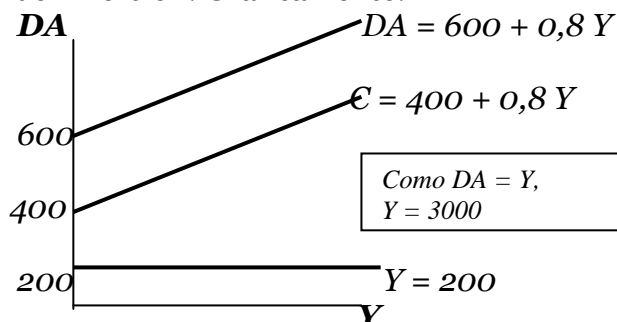 DA
DA = 600 + 0,8 Y
C = 400 + 0,8 Y
600
Como DA = Y,
Y = 3000
400
200
Y = 200
Y